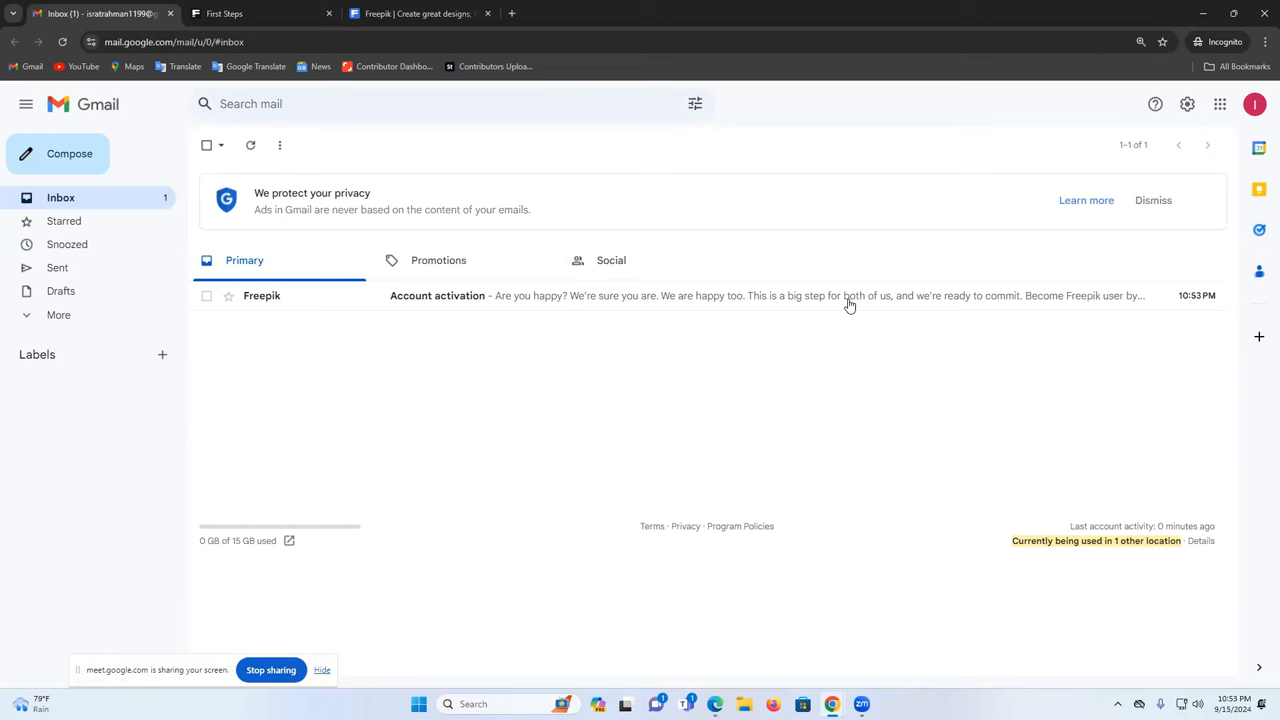 Inbox (1) - isratrahman1199@g
First Steps
Freepik | Create great designs,
mail.google.com/mail/u/0/#inbox
Incognito
Gmail
YouTube
Maps
Translate
Google Translate
News
Contributor Dashbo...
Contributors Uploa...
All Bookmarks
Gmail
Search mail
I
Compose
1–1 of 1
Inbox 1
Starred
Snoozed
Sent
Drafts
More
Labels
We protect your privacy
Ads in Gmail are never based on the content of your emails.
Learn more
Dismiss
Primary
Promotions
Social
Freepik
Account activation - Are you happy? We're sure you are. We are happy too. This is a big step for both of us, and we're ready to commit. Become Freepik user by...
10:53 PM
Terms · Privacy · Program Policies
Last account activity: 0 minutes ago
0 GB of 15 GB used
Currently being used in 1 other location · Details
meet.google.com is sharing your screen.
Stop sharing
Hide
79°F
Rain
Search
1
1
10:53 PM
9/15/2024